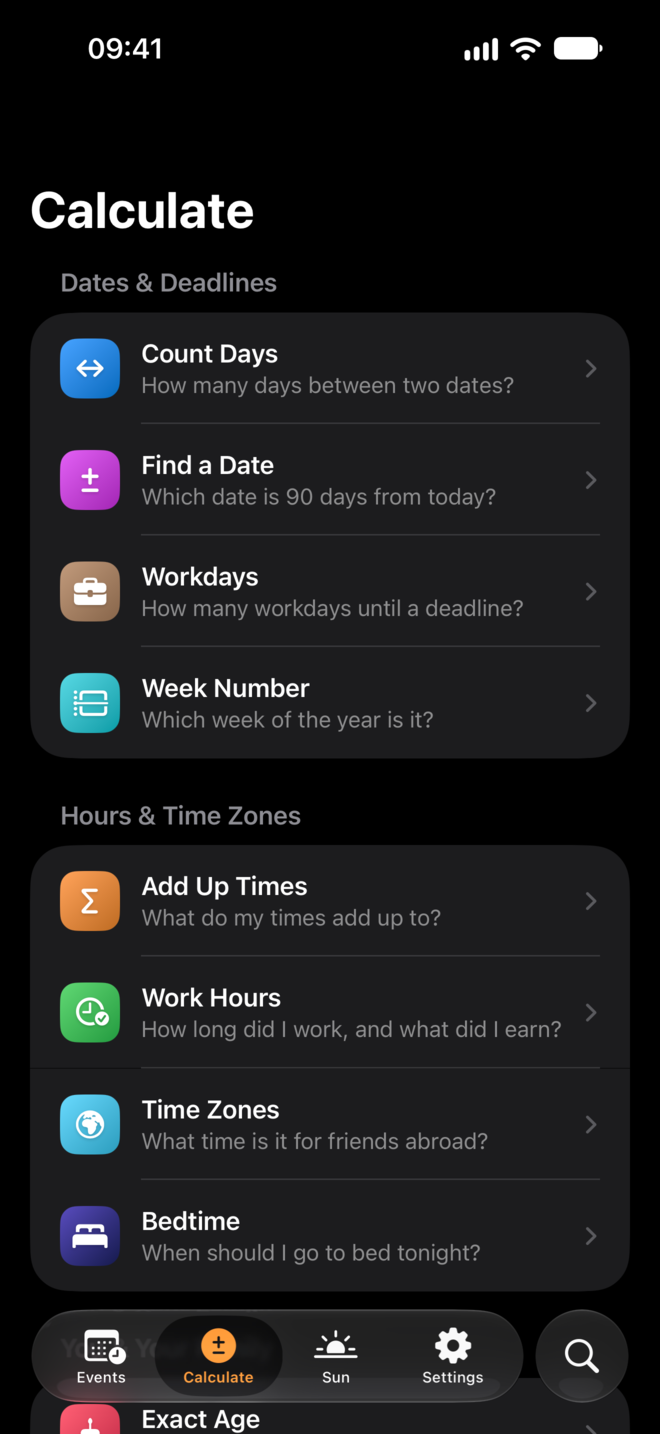 09:41
Calculate
Dates & Deadlines
Count Days
How many days between two dates?
Find a Date
Which date is 90 days from today?
Workdays
How many workdays until a deadline?
Week Number
Which week of the year is it?
Hours & Time Zones
Add Up Times
What do my times add up to?
Work Hours
How long did I work, and what did I earn?
Time Zones
What time is it for friends abroad?
Bedtime
When should I go to bed tonight?
Events
Calculate
Sun
Settings
Exact Age